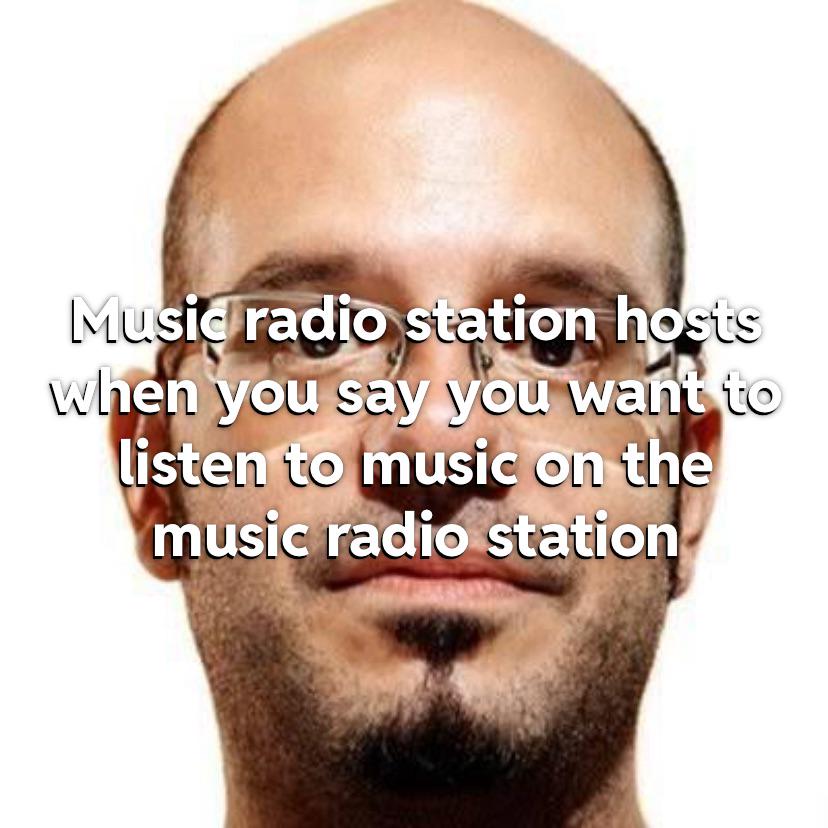 Music radio station hosts
when you say you want to
listen to music on the
music radio station